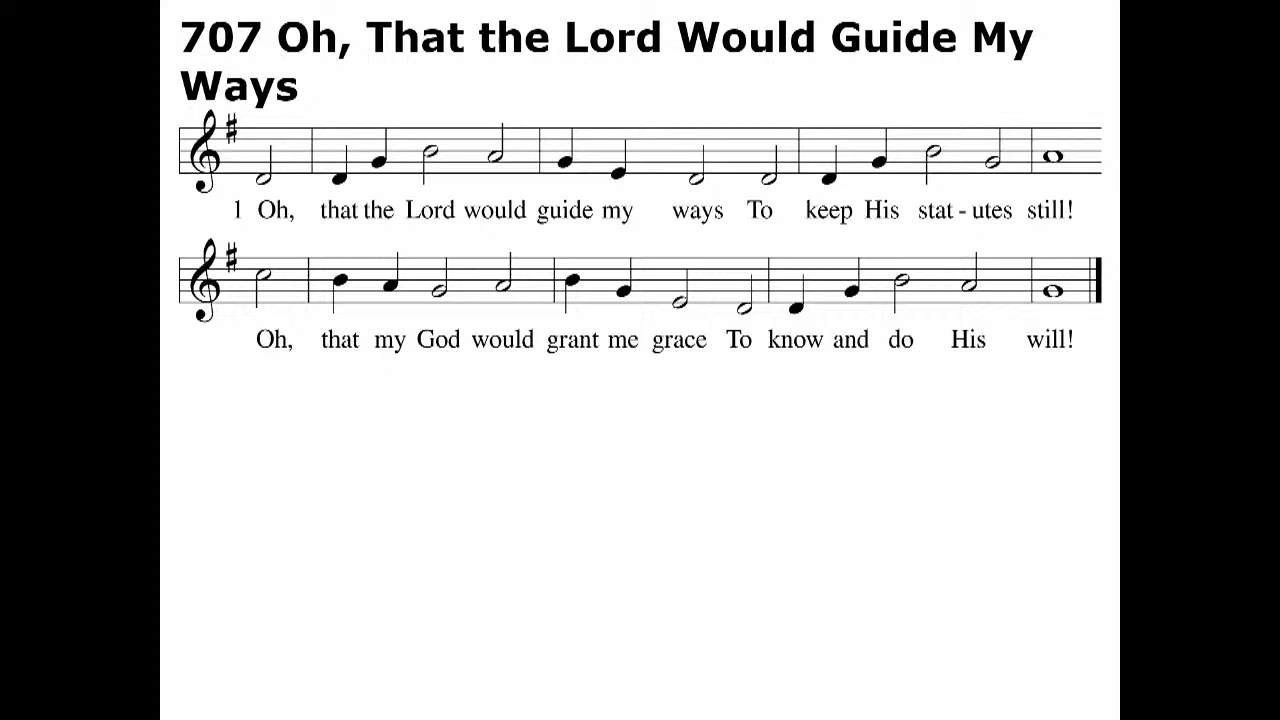 707 Oh, That the Lord Would Guide My
Ways
1 Oh, that the Lord would guide my ways To keep His stat - utes still!
Oh, that my God would grant me grace To know and do His will!